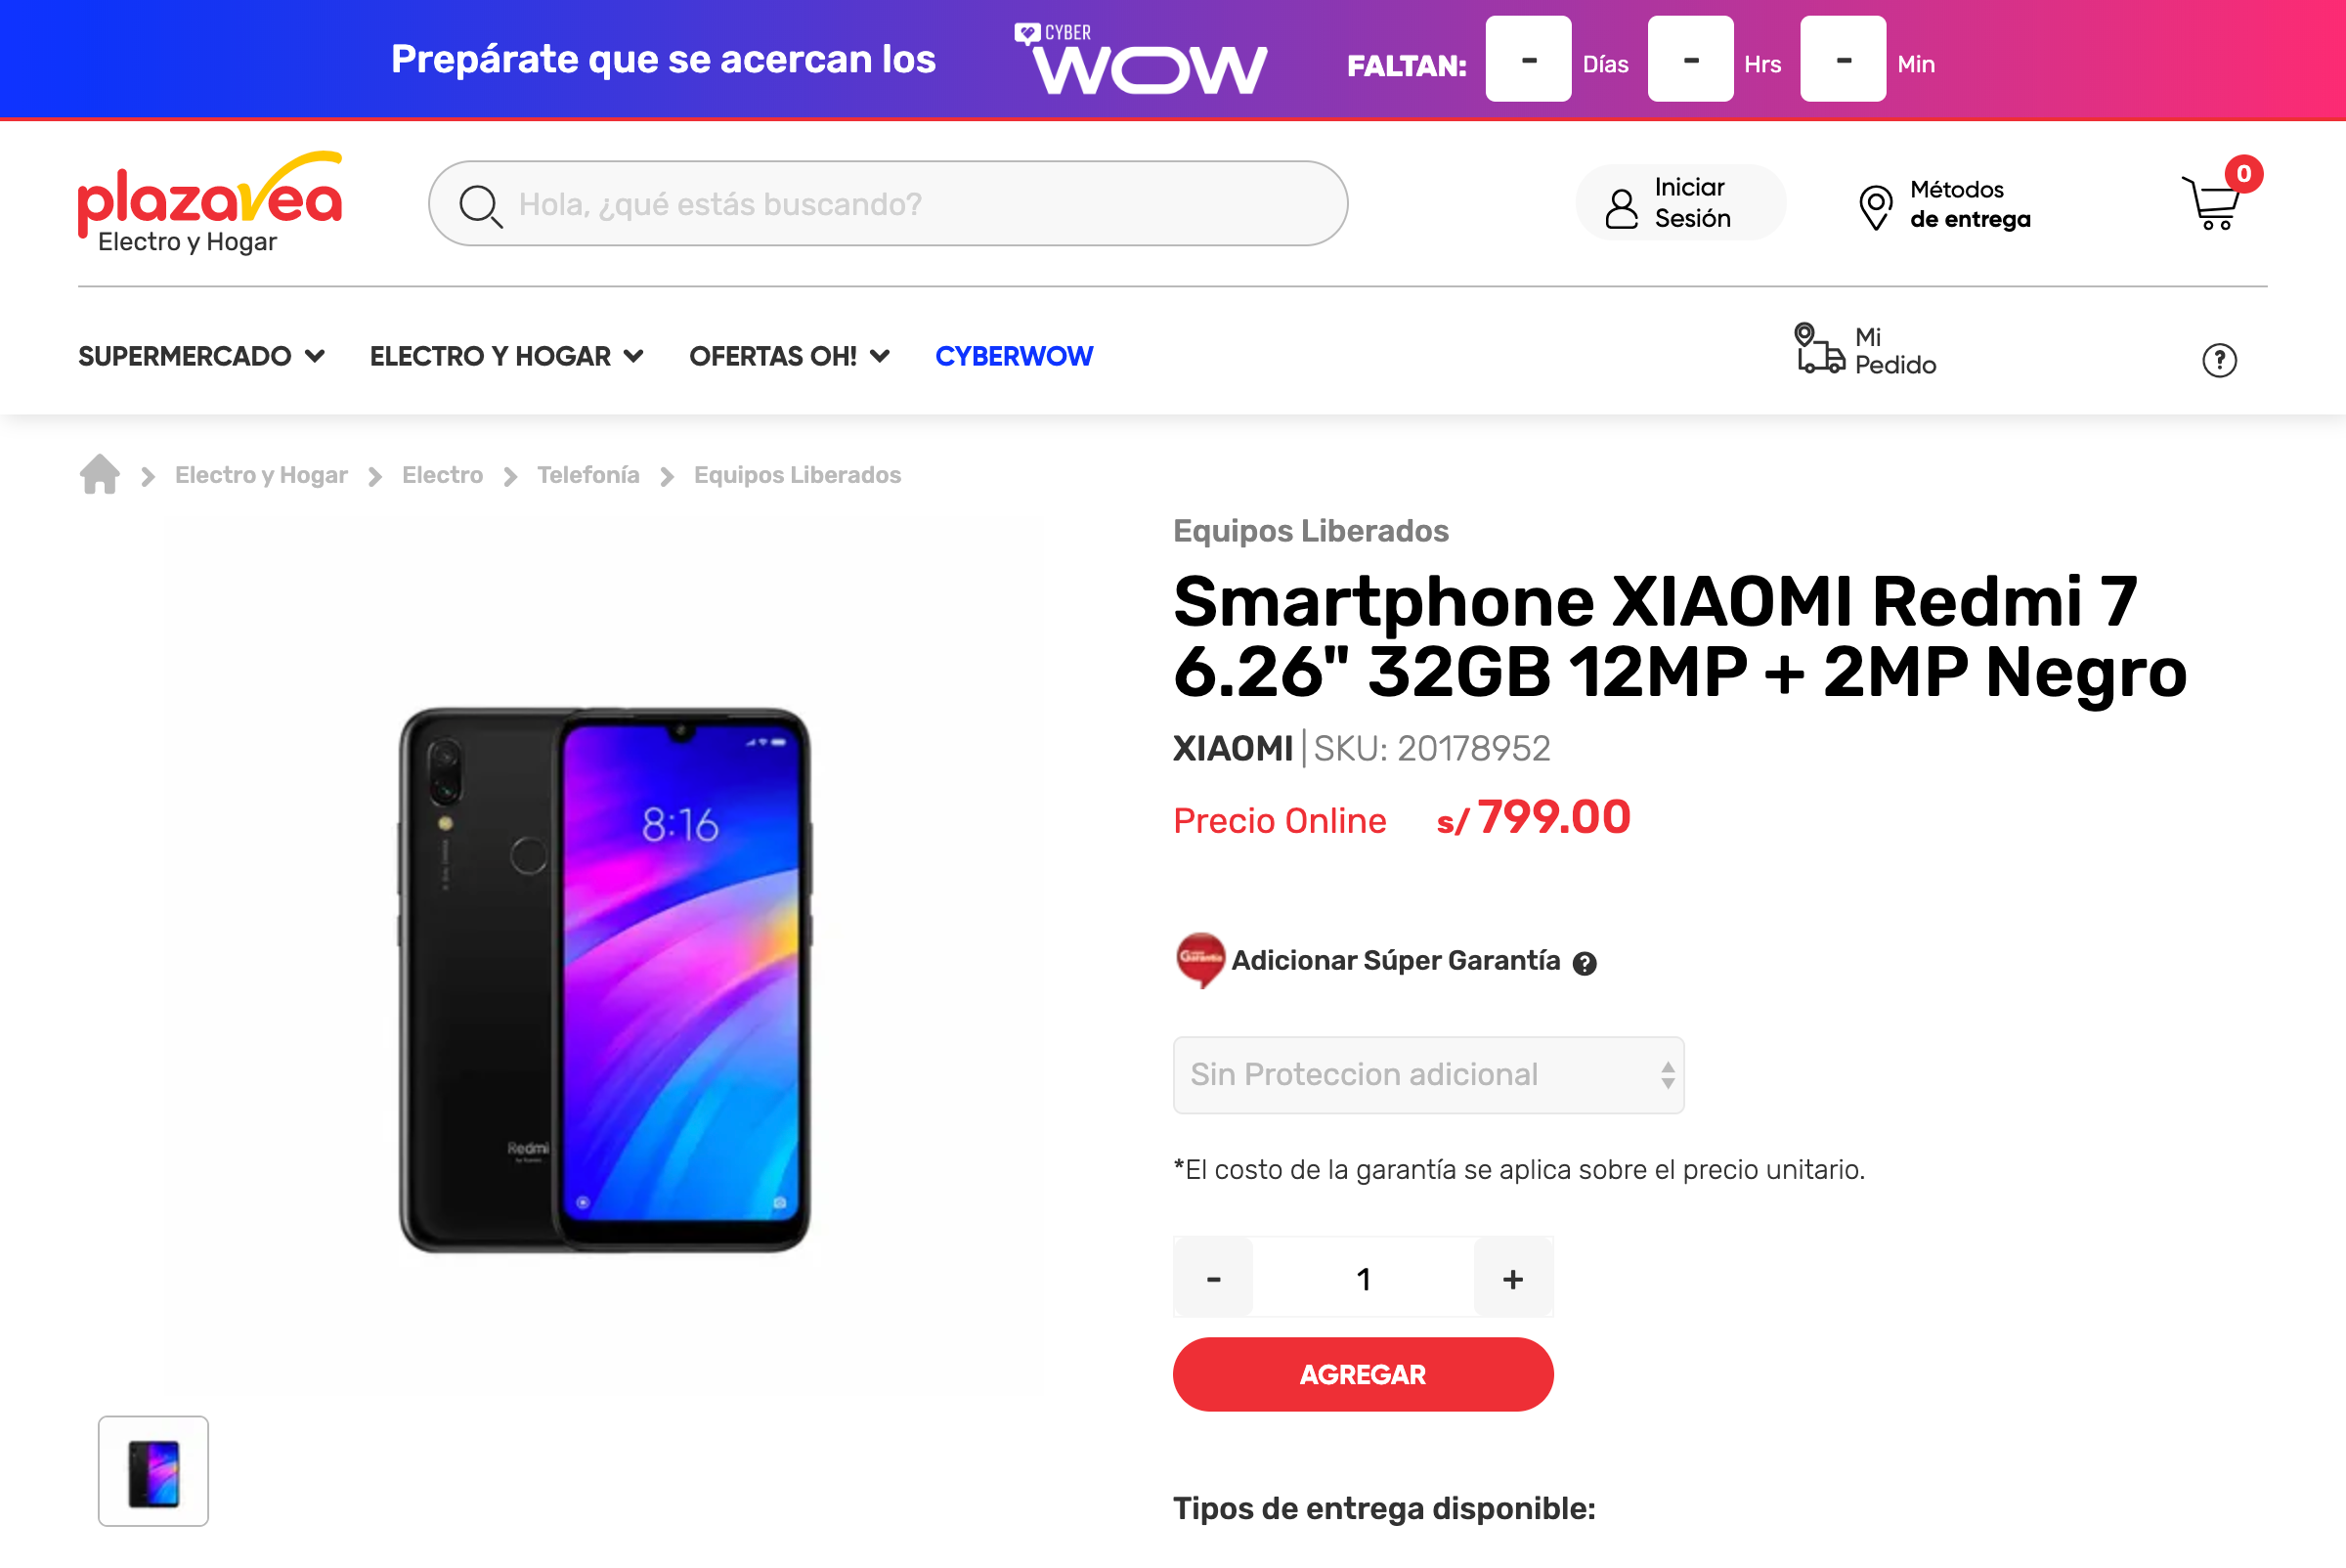 Prepárate que se acercan los
CYBER
WOW
FALTAN:
- Días - Hrs - Min
plazavea
Electro y Hogar
Hola, ¿qué estás buscando?
Iniciar
Sesión
Métodos
de entrega
0
SUPERMERCADO
ELECTRO Y HOGAR
OFERTAS OH!
CYBERWOW
Mi
Pedido
?
Electro y Hogar
Electro
Telefonía
Equipos Liberados
Equipos Liberados
Smartphone XIAOMI Redmi 7
6.26" 32GB 12MP + 2MP Negro
XIAOMI | SKU: 20178952
Precio Online s/ 799.00
8:16
Redmi
Garantía
Adicionar Súper Garantía ?
Sin Proteccion adicional
*El costo de la garantía se aplica sobre el precio unitario.
- 1 +
AGREGAR
Tipos de entrega disponible: